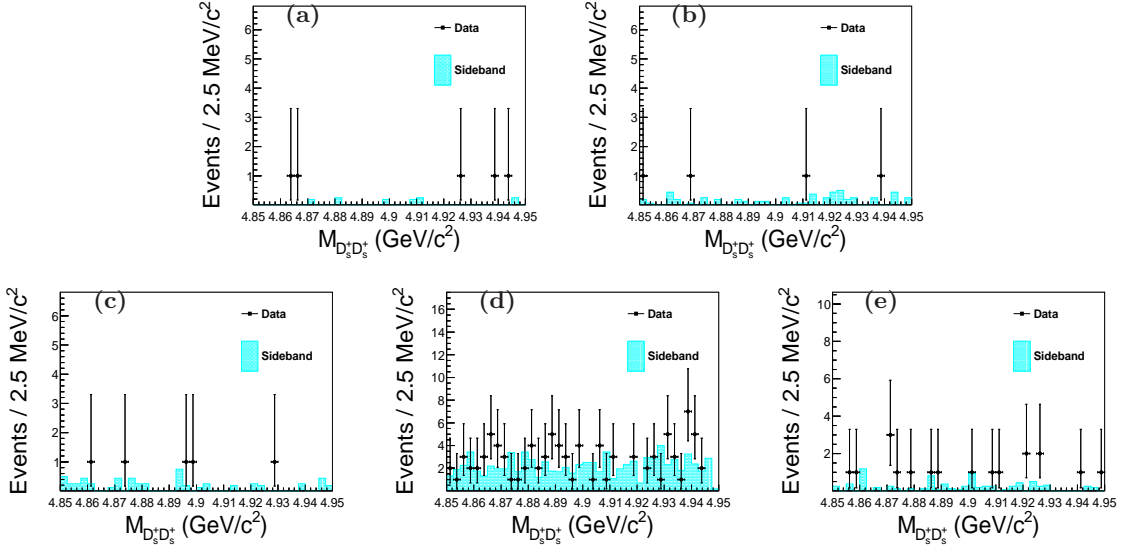 (a)
Events / 2.5 MeV/c²
6
5
4
3
2
1
Data
Sideband
4.85 4.86 4.87 4.88 4.89 4.9 4.91 4.92 4.93 4.94 4.95
M_{D_s^+D_s^+} (GeV/c²)
(b)
Events / 2.5 MeV/c²
6
5
4
3
2
1
Data
Sideband
4.85 4.86 4.87 4.88 4.89 4.9 4.91 4.92 4.93 4.94 4.95
M_{D_s^+D_s^+} (GeV/c²)
(c)
Events / 2.5 MeV/c²
6
5
4
3
2
1
Data
Sideband
4.85 4.86 4.87 4.88 4.89 4.9 4.91 4.92 4.93 4.94 4.95
M_{D_s^+D_s^+} (GeV/c²)
(d)
Events / 2.5 MeV/c²
16
14
12
10
8
6
4
2
Data
Sideband
4.85 4.86 4.87 4.88 4.89 4.9 4.91 4.92 4.93 4.94 4.95
M_{D_s^+D_s^+} (GeV/c²)
(e)
Events / 2.5 MeV/c²
10
8
6
4
2
Data
Sideband
4.85 4.86 4.87 4.88 4.89 4.9 4.91 4.92 4.93 4.94 4.95
M_{D_s^+D_s^+} (GeV/c²)